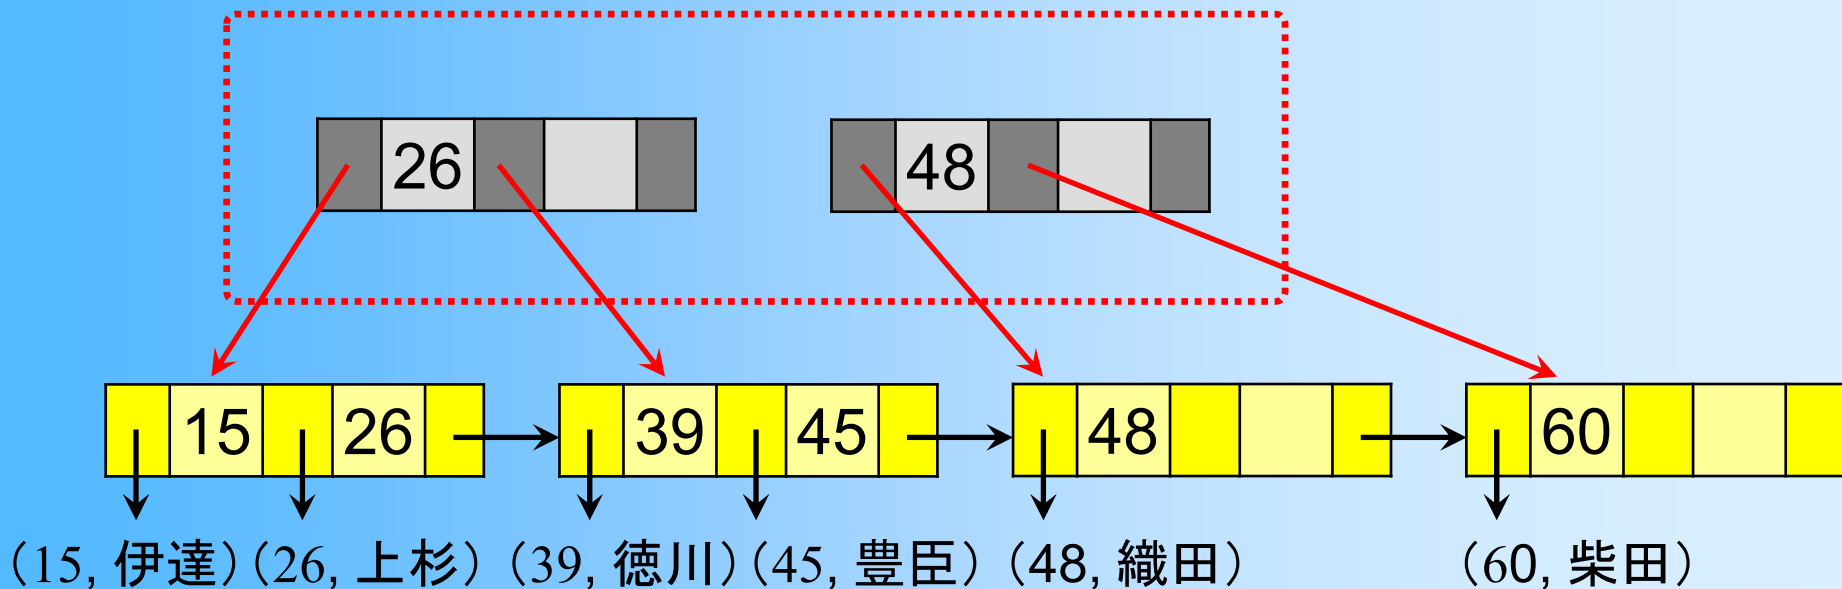 26 48
15 26 39 45 48 60
(15, 伊達) (26, 上杉) (39, 徳川) (45, 豊臣) (48, 織田) (60, 柴田)